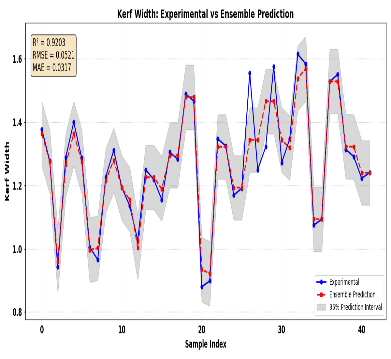 Kerf Width: Experimental vs Ensemble Prediction
R² = 0.9203
RMSE = 0.0521
MAE = 0.0317
Kerf Width
1.6
1.4
1.2
1.0
0.8
0
10
20
30
40
Sample Index
Experimental
Ensemble Prediction
95% Prediction Interval